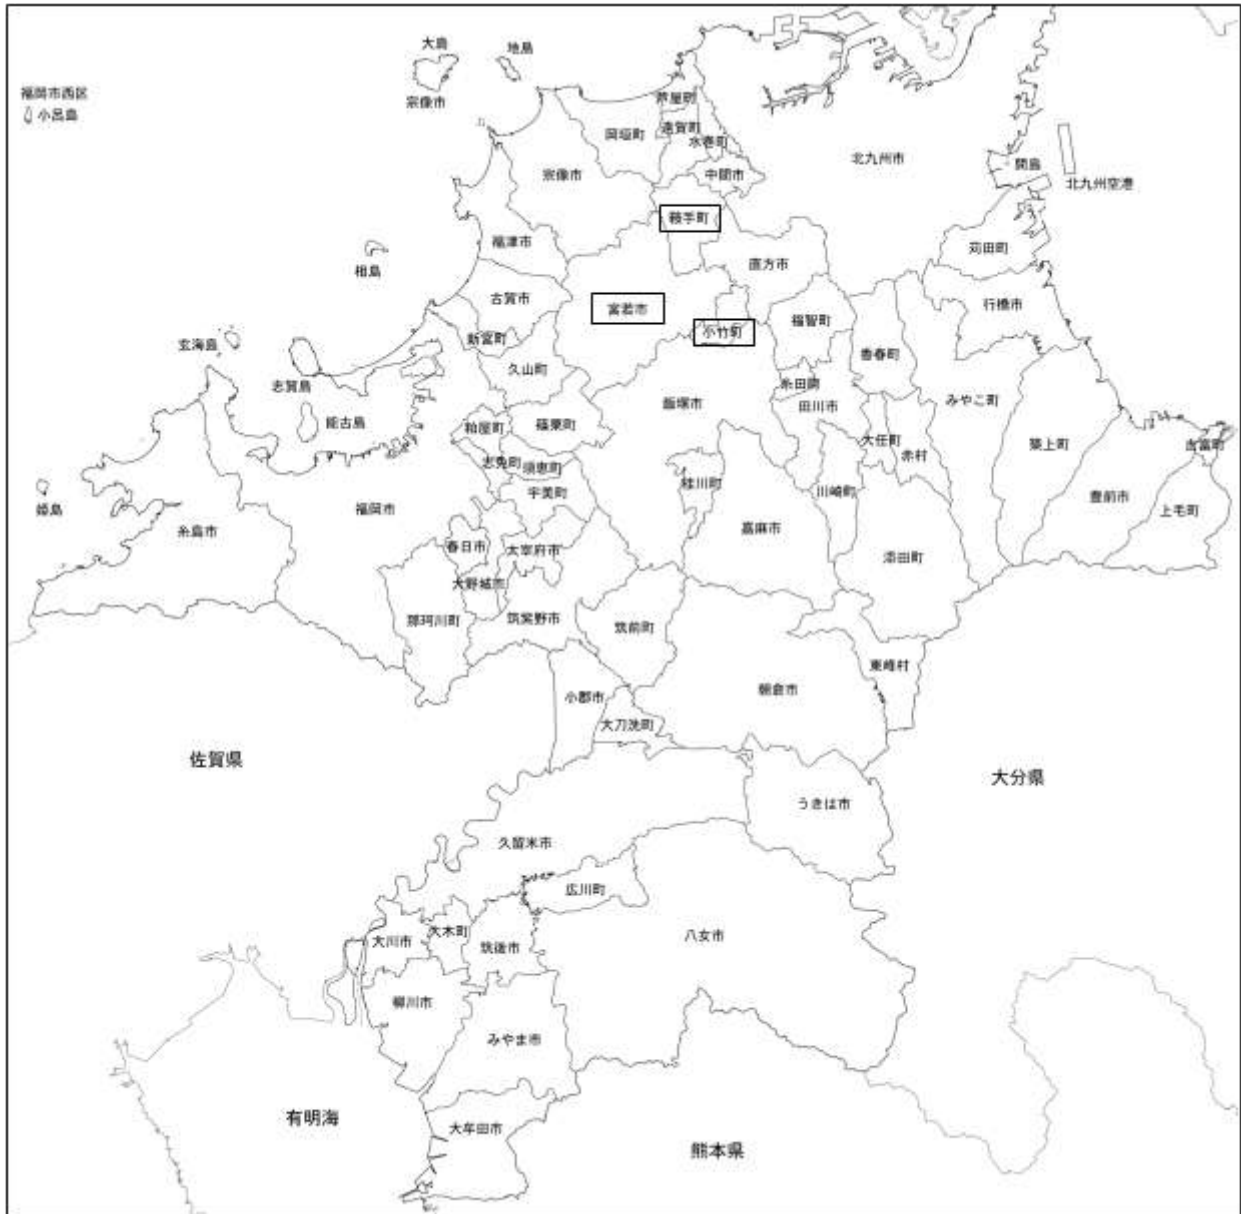 大島
地島
福岡市西区
小呂島
宗像市
芦屋町
岡垣町
遠賀町
水巻町
北九州市
間島
宗像市
中間市
北九州空港
鞍手町
福津市
苅田町
相島
直方市
古賀市
行橋市
宮若市
小竹町
福智町
新宮町
玄海島
香春町
久山町
志賀島
糸田町
みやこ町
飯塚市
田川市
能古島
粕屋町
篠栗町
大任町
赤村
築上町
吉富町
志免町
須恵町
桂川町
川崎町
宇美町
豊前市
姫島
福岡市
上毛町
糸島市
嘉麻市
春日市
太宰府市
添田町
大野城市
那珂川町
筑紫野市
筑前町
東峰村
小郡市
朝倉市
大刀洗町
佐賀県
大分県
うきは市
久留米市
広川町
大川市
大木町
筑後市
八女市
柳川市
みやま市
有明海
大牟田市
熊本県